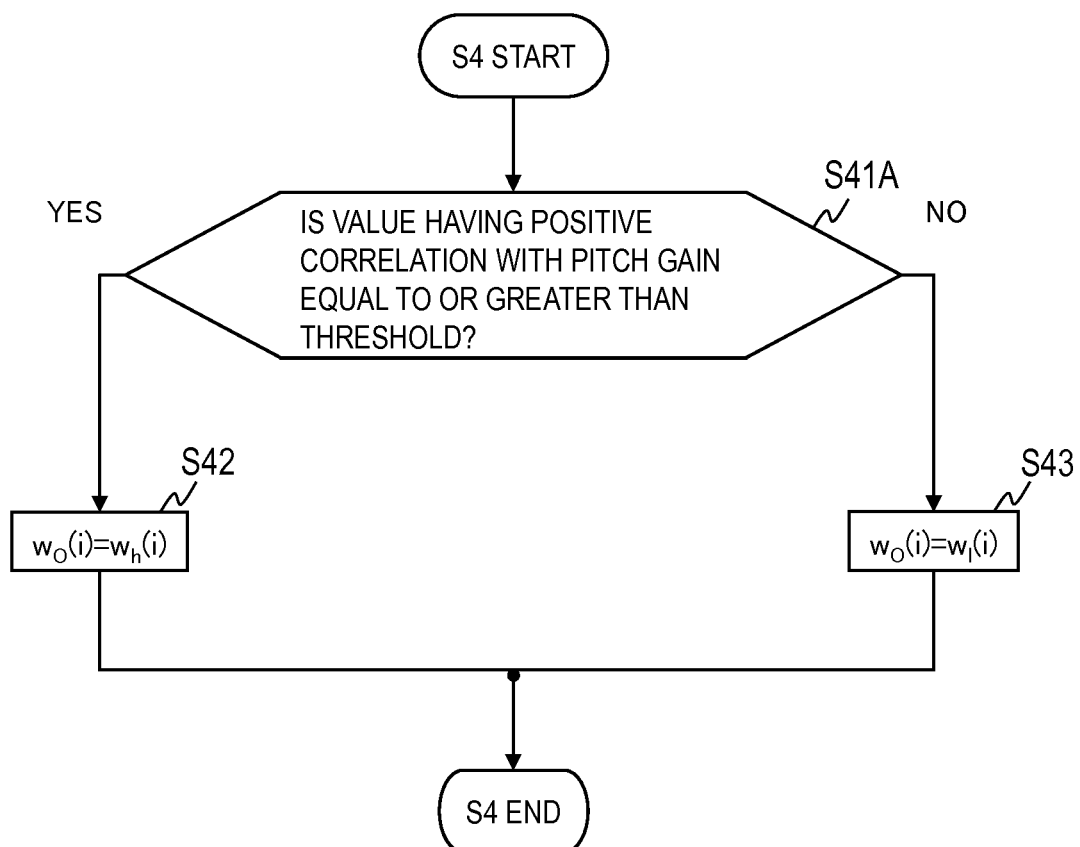 S4 START
S41A
YES
NO
IS VALUE HAVING POSITIVE
CORRELATION WITH PITCH GAIN
EQUAL TO OR GREATER THAN
THRESHOLD?
S42
S43
w_O(i)=w_h(i)
w_O(i)=w_l(i)
S4 END